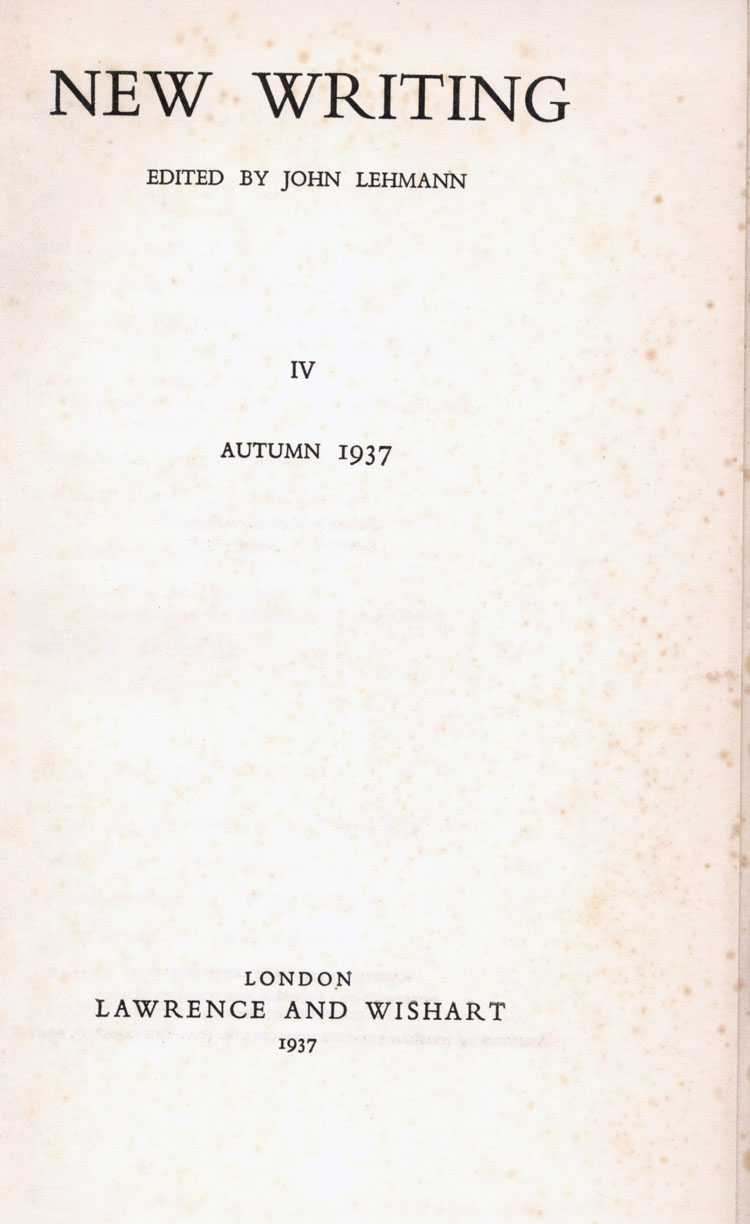 NEW WRITING
EDITED BY JOHN LEHMANN
IV
AUTUMN 1937
LONDON
LAWRENCE AND WISHART
1937